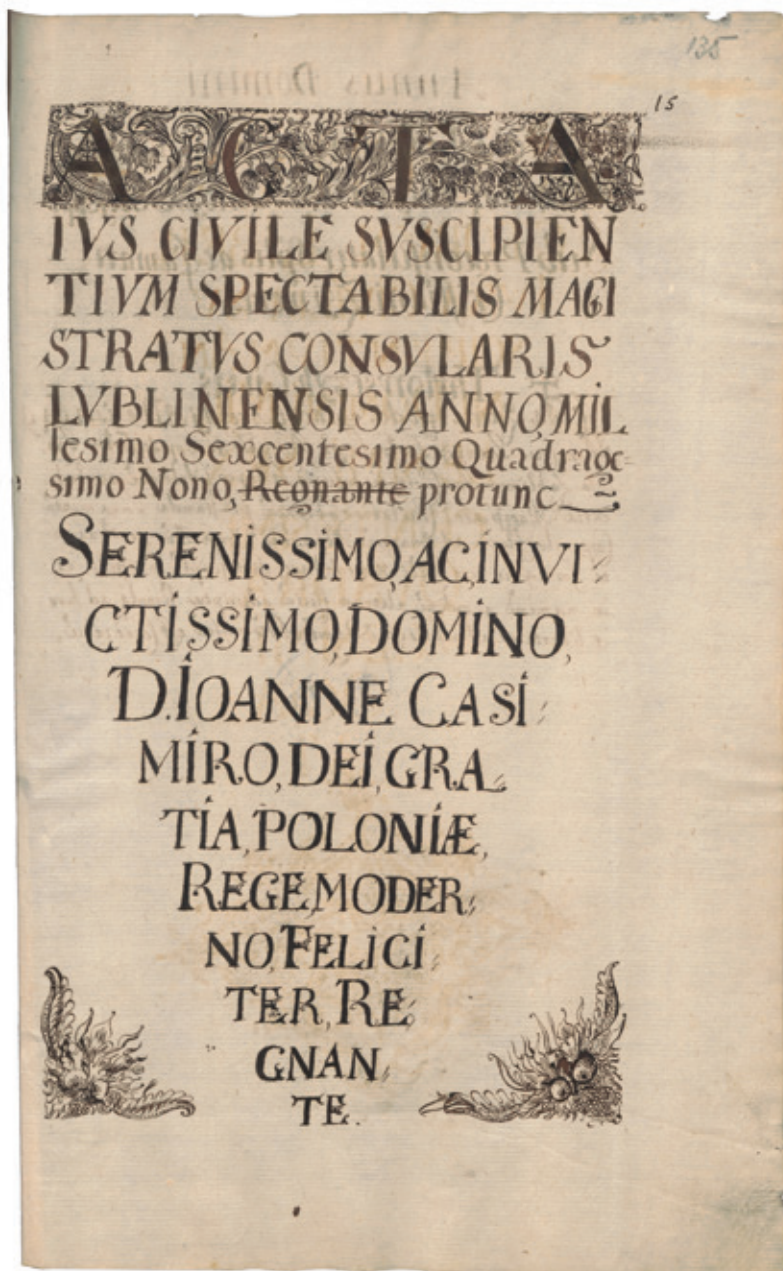 135
15
ACTA
IVS CIVILE SVSCIPIEN
TIVM SPECTABILIS MAGI
STRATVS CONSVLARIS
LVBLINENSIS ANNO, MIL
lesimo Sexcentesimo Quadrage
simo Nono, Regnante protunc
SERENISSIMO, AC, INVI⸗
CTISSIMO, DOMINO,
D. IOANNE CASI⸗
MIRO, DEI, GRA⸗
TIA, POLONIÆ,
REGE, MODER⸗
NO, FELICI⸗
TER, RE⸗
GNAN⸗
TE.